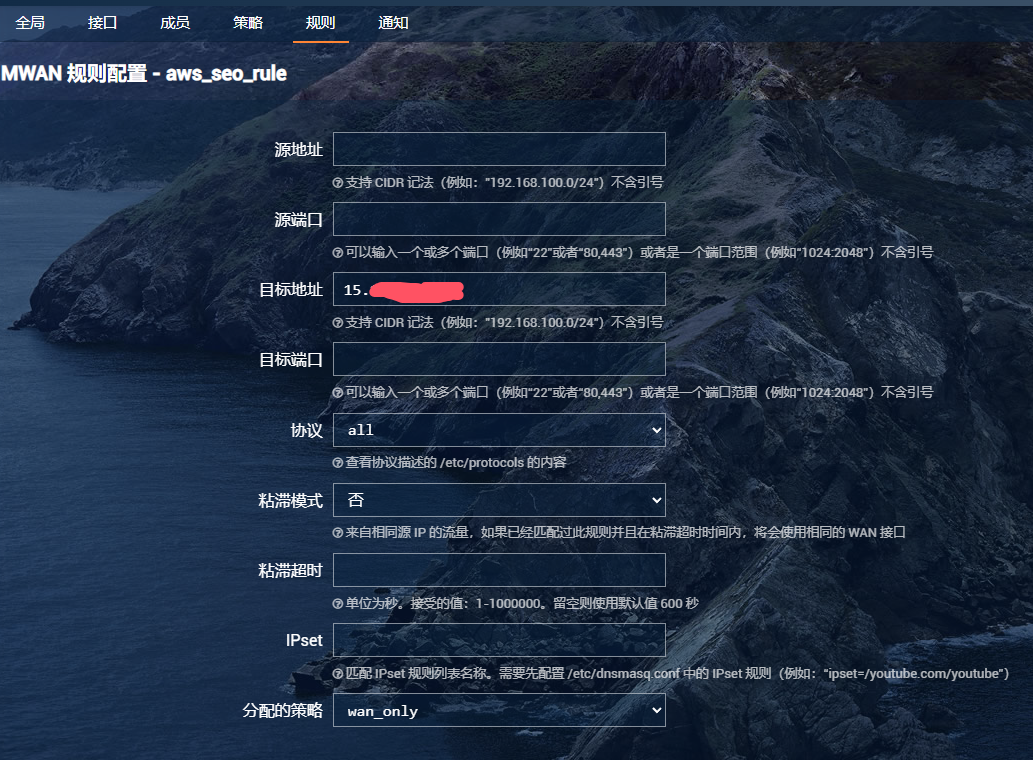 全局 接口 成员 策略 规则 通知
MWAN 规则配置 - aws_seo_rule
源地址
支持 CIDR 记法（例如："192.168.100.0/24"）不含引号
源端口
可以输入一个或多个端口（例如"22"或者"80,443"）或者是一个端口范围（例如"1024:2048"）不含引号
目标地址 15.
支持 CIDR 记法（例如："192.168.100.0/24"）不含引号
目标端口
可以输入一个或多个端口（例如"22"或者"80,443"）或者是一个端口范围（例如"1024:2048"）不含引号
协议 all
查看协议描述的 /etc/protocols 的内容
粘滞模式 否
来自相同源 IP 的流量，如果已经匹配过此规则并且在粘滞超时时间内，将会使用相同的 WAN 接口
粘滞超时
单位为秒。接受的值：1-1000000。留空则使用默认值 600 秒
IPset
匹配 IPset 规则列表名称。需要先配置 /etc/dnsmasq.conf 中的 IPset 规则（例如："ipset=/youtube.com/youtube"）
分配的策略 wan_only